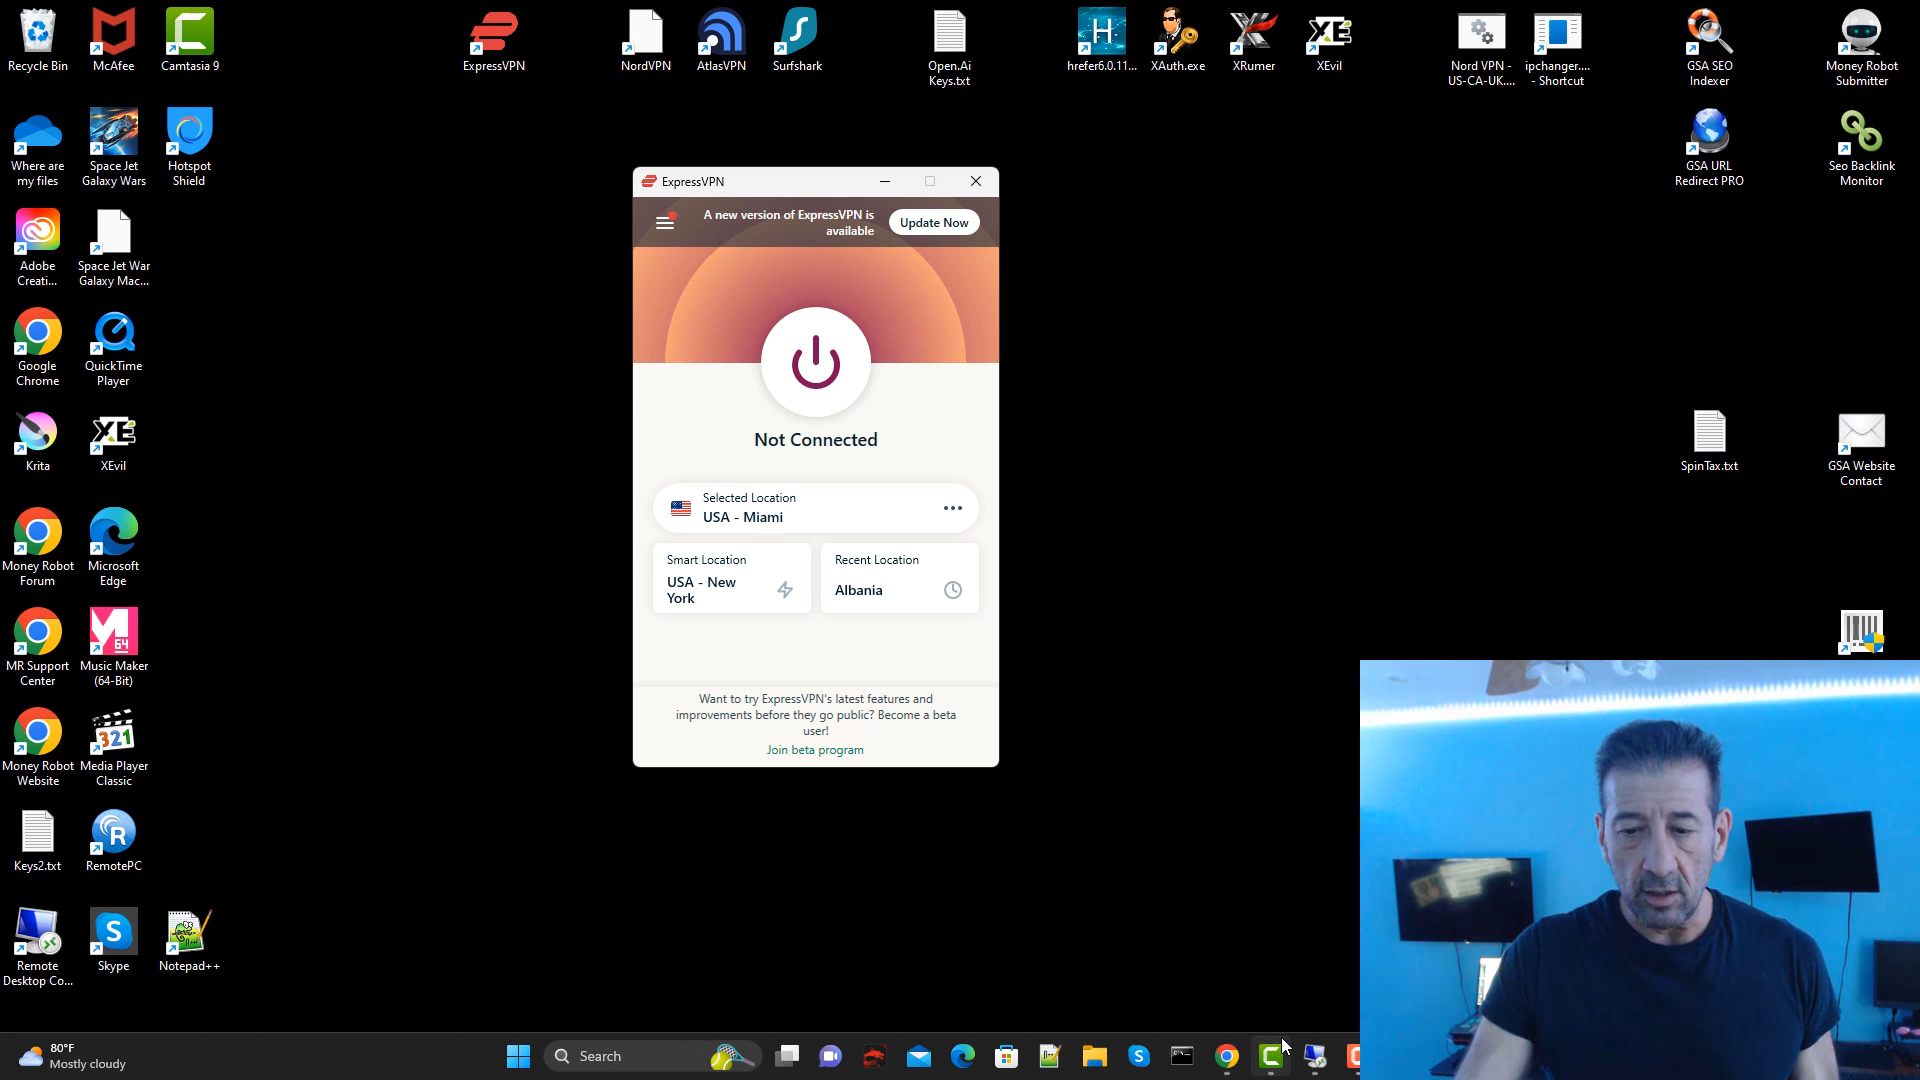 Recycle Bin
McAfee
Camtasia 9
ExpressVPN
NordVPN
AtlasVPN
Surfshark
Open.Ai
Keys.txt
hrefer6.0.11...
XAuth.exe
XRumer
XEvil
Nord VPN -
US-CA-UK....
ipchanger....
- Shortcut
GSA SEO
Indexer
Money Robot
Submitter
Where are
my files
Space Jet
Galaxy Wars
Hotspot
Shield
GSA URL
Redirect PRO
Seo Backlink
Monitor
Adobe
Creati...
Space Jet War
Galaxy Mac...
Google
Chrome
QuickTime
Player
Krita
XEvil
SpinTax.txt
GSA Website
Contact
Money Robot
Forum
Microsoft
Edge
MR Support
Center
Music Maker
(64-Bit)
Money Robot
Website
Media Player
Classic
Keys2.txt
RemotePC
Remote
Desktop Co...
Skype
Notepad++
ExpressVPN
A new version of ExpressVPN is
available
Update Now
Not Connected
Selected Location
USA - Miami
Smart Location
USA - New
York
Recent Location
Albania
Want to try ExpressVPN's latest features and
improvements before they go public? Become a beta
user!
Join beta program
80°F
Mostly cloudy
Search